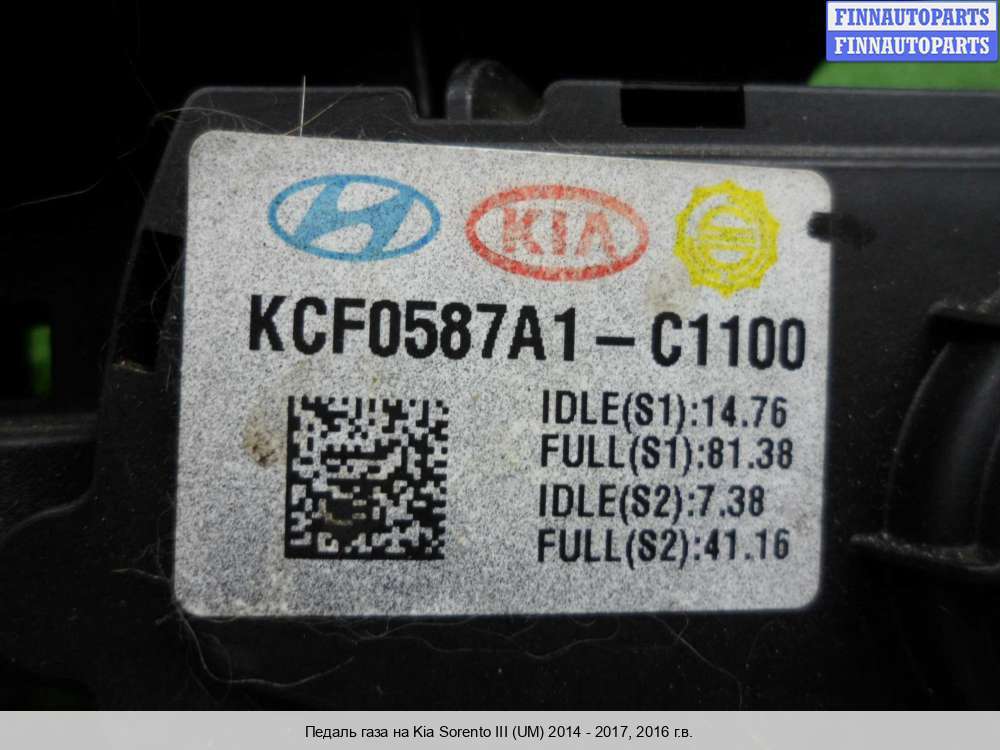 FINNAUTOPARTS
FINNAUTOPARTS
KIA
KCF0587A1-C1100
IDLE(S1):14.76
FULL(S1):81.38
IDLE(S2):7.38
FULL(S2):41.16
Педаль газа на Kia Sorento III (UM) 2014 - 2017, 2016 г.в.